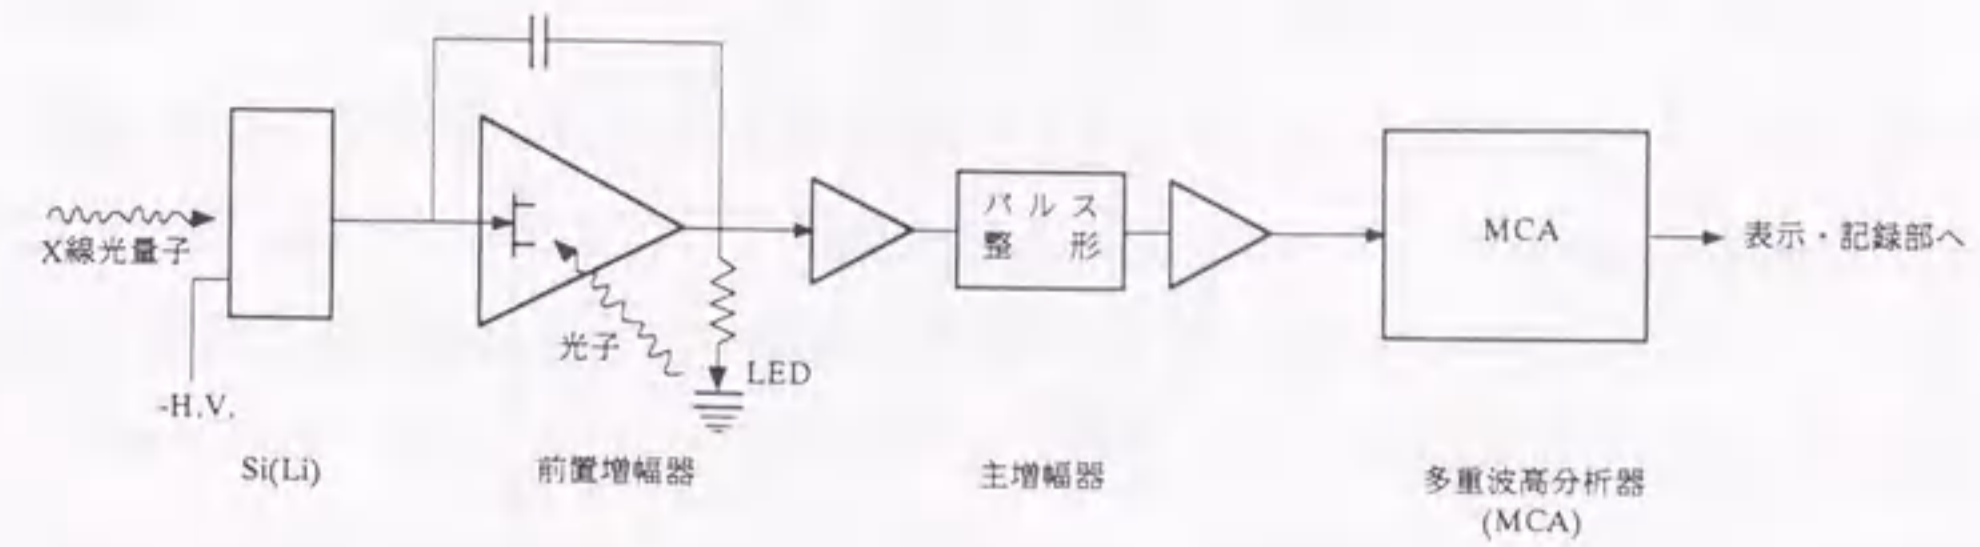 X線光量子
-H.V.
Si(Li)
光子
LED
前置増幅器
パルス
整形
主増幅器
MCA
多重波高分析器
(MCA)
表示・記録部へ